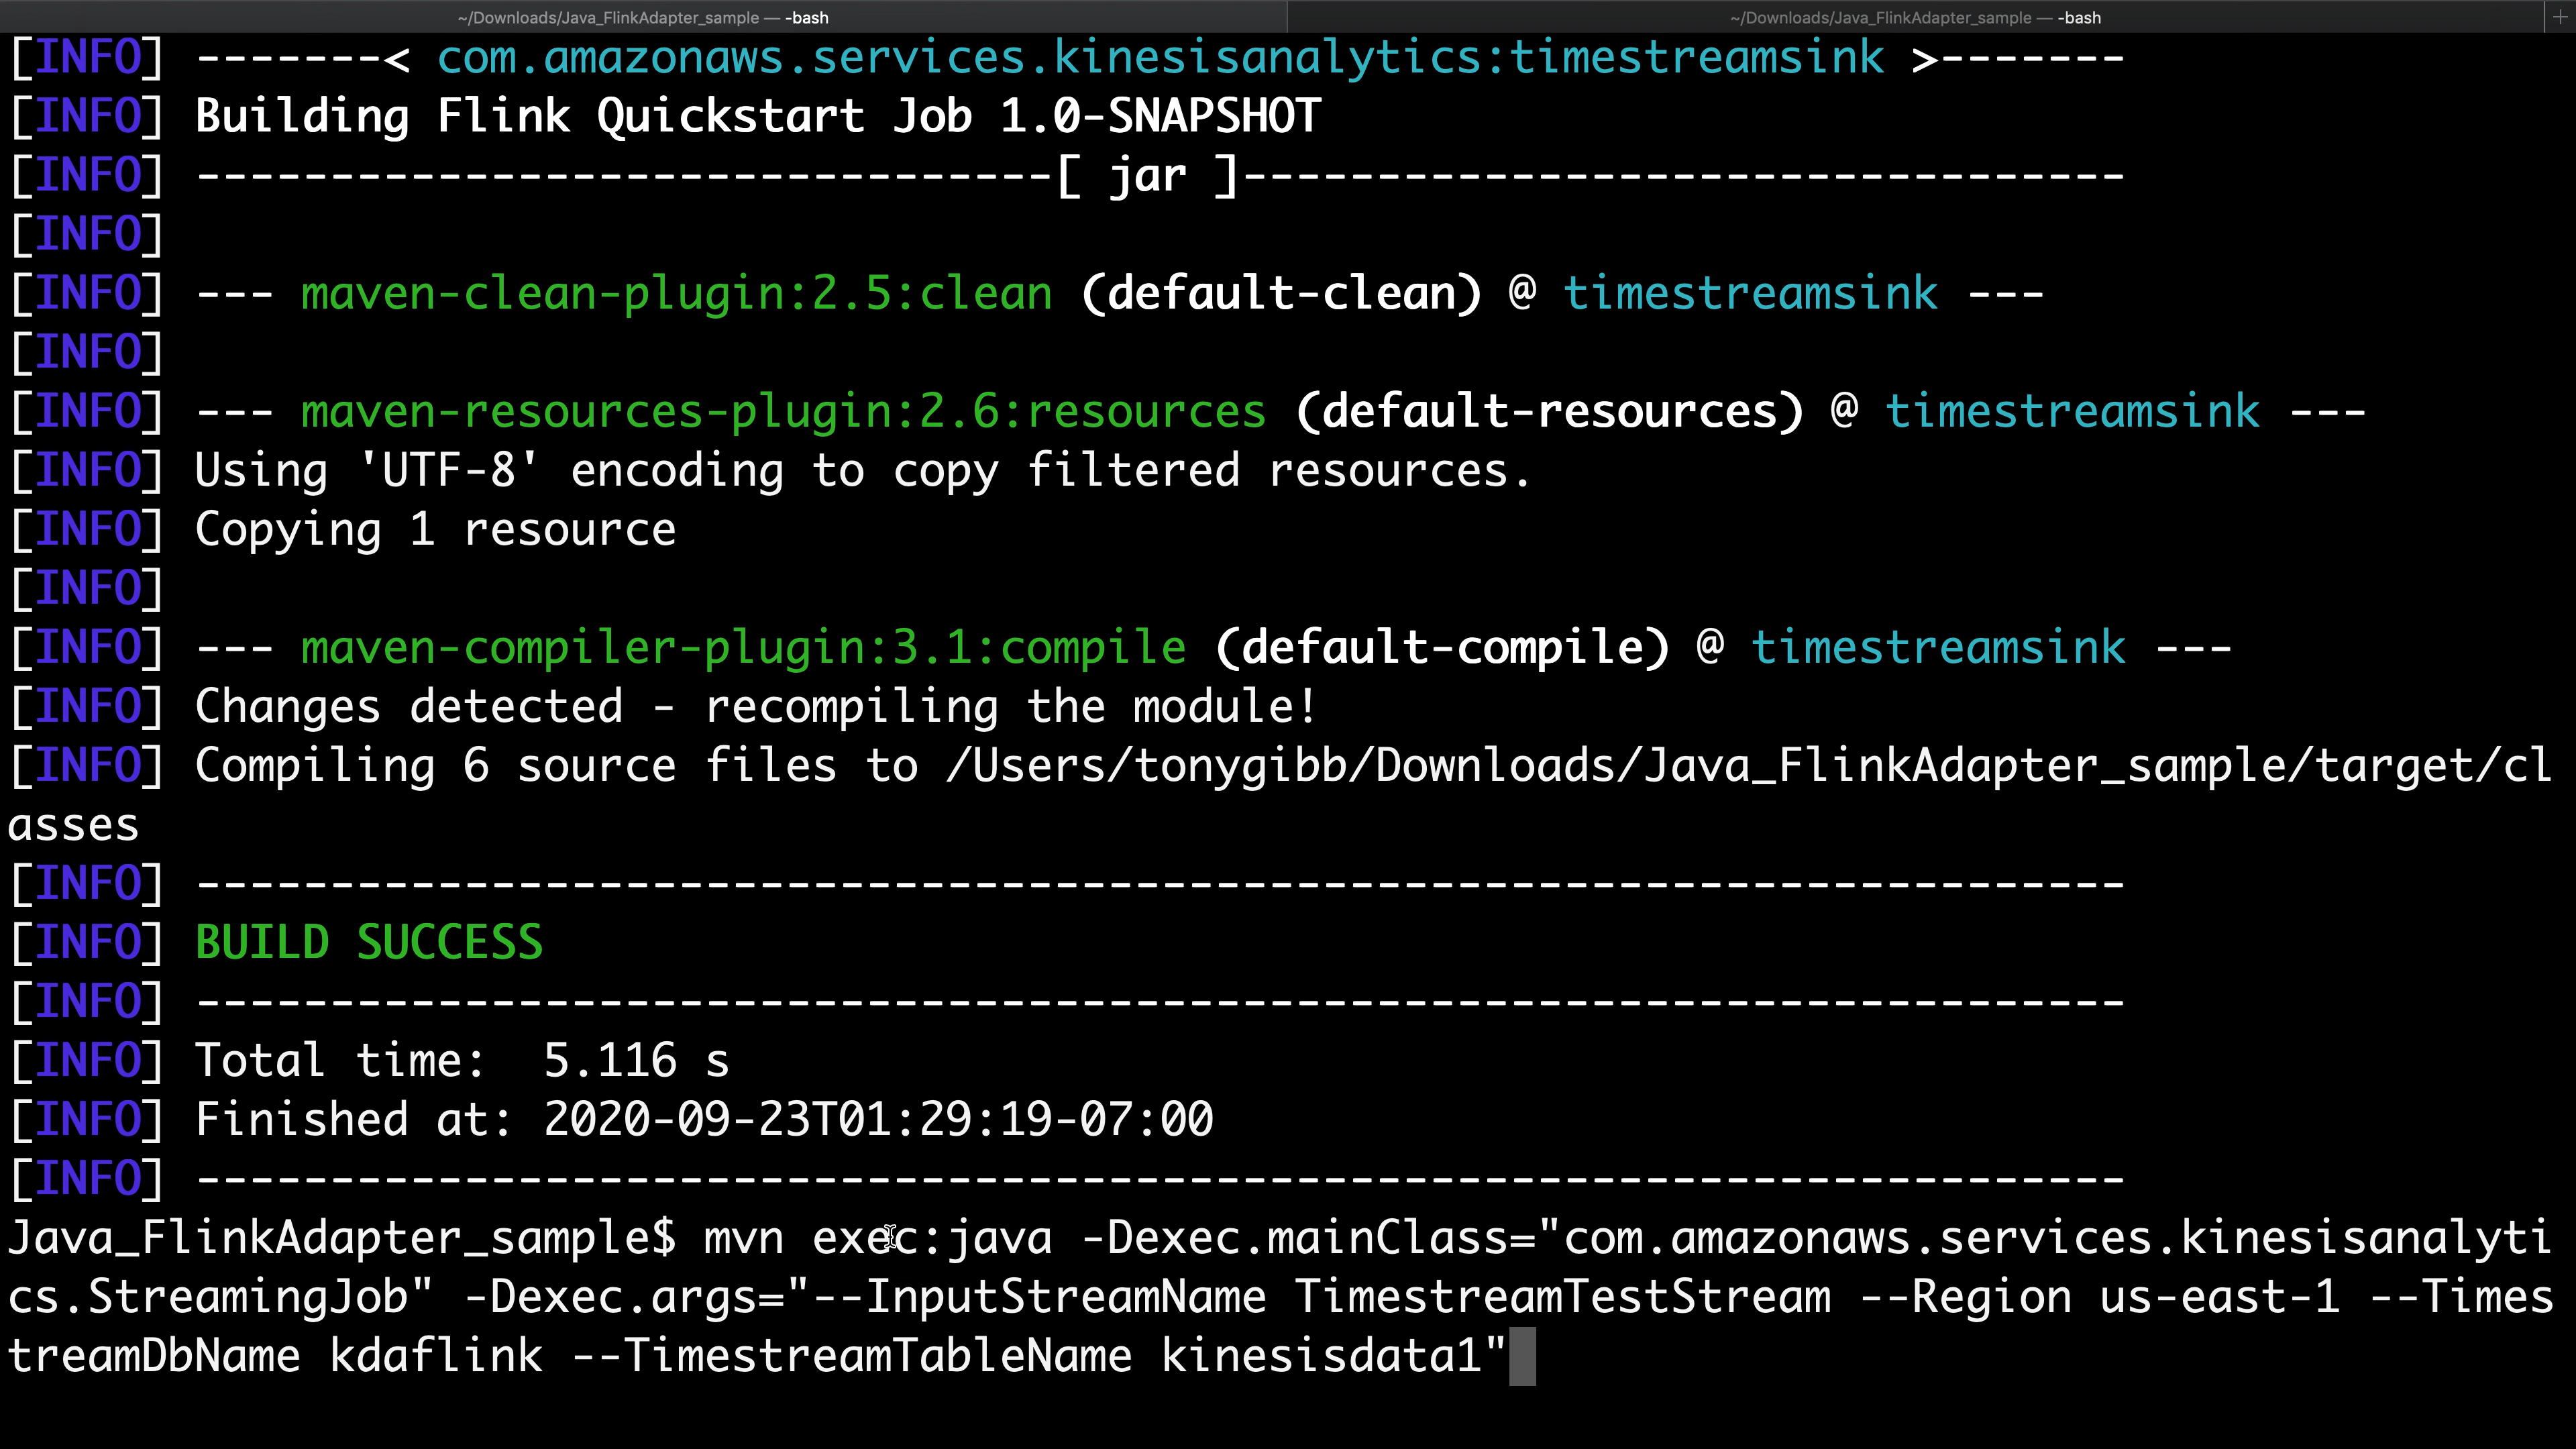 ~/Downloads/Java_FlinkAdapter_sample — -bash
~/Downloads/Java_FlinkAdapter_sample — -bash
[INFO] -------< com.amazonaws.services.kinesisanalytics:timestreamsink >-------
[INFO] Building Flink Quickstart Job 1.0-SNAPSHOT
[INFO] --------------------------------[ jar ]---------------------------------
[INFO]
[INFO] --- maven-clean-plugin:2.5:clean (default-clean) @ timestreamsink ---
[INFO]
[INFO] --- maven-resources-plugin:2.6:resources (default-resources) @ timestreamsink ---
[INFO] Using 'UTF-8' encoding to copy filtered resources.
[INFO] Copying 1 resource
[INFO]
[INFO] --- maven-compiler-plugin:3.1:compile (default-compile) @ timestreamsink ---
[INFO] Changes detected - recompiling the module!
[INFO] Compiling 6 source files to /Users/tonygibb/Downloads/Java_FlinkAdapter_sample/target/cl
asses
[INFO] ------------------------------------------------------------------------
[INFO] BUILD SUCCESS
[INFO] ------------------------------------------------------------------------
[INFO] Total time:  5.116 s
[INFO] Finished at: 2020-09-23T01:29:19-07:00
[INFO] ------------------------------------------------------------------------
Java_FlinkAdapter_sample$ mvn exec:java -Dexec.mainClass="com.amazonaws.services.kinesisanalyti
cs.StreamingJob" -Dexec.args="--InputStreamName TimestreamTestStream --Region us-east-1 --Times
treamDbName kdaflink --TimestreamTableName kinesisdata1"